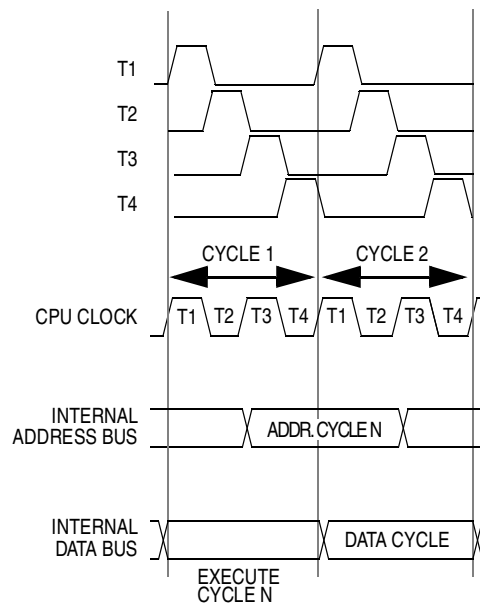 T1
T2
T3
T4
CYCLE 1 CYCLE 2
CPU CLOCK T1 T2 T3 T4 T1 T2 T3 T4
INTERNAL
ADDRESS BUS
ADDR. CYCLE N
INTERNAL
DATA BUS
DATA CYCLE
EXECUTE
CYCLE N